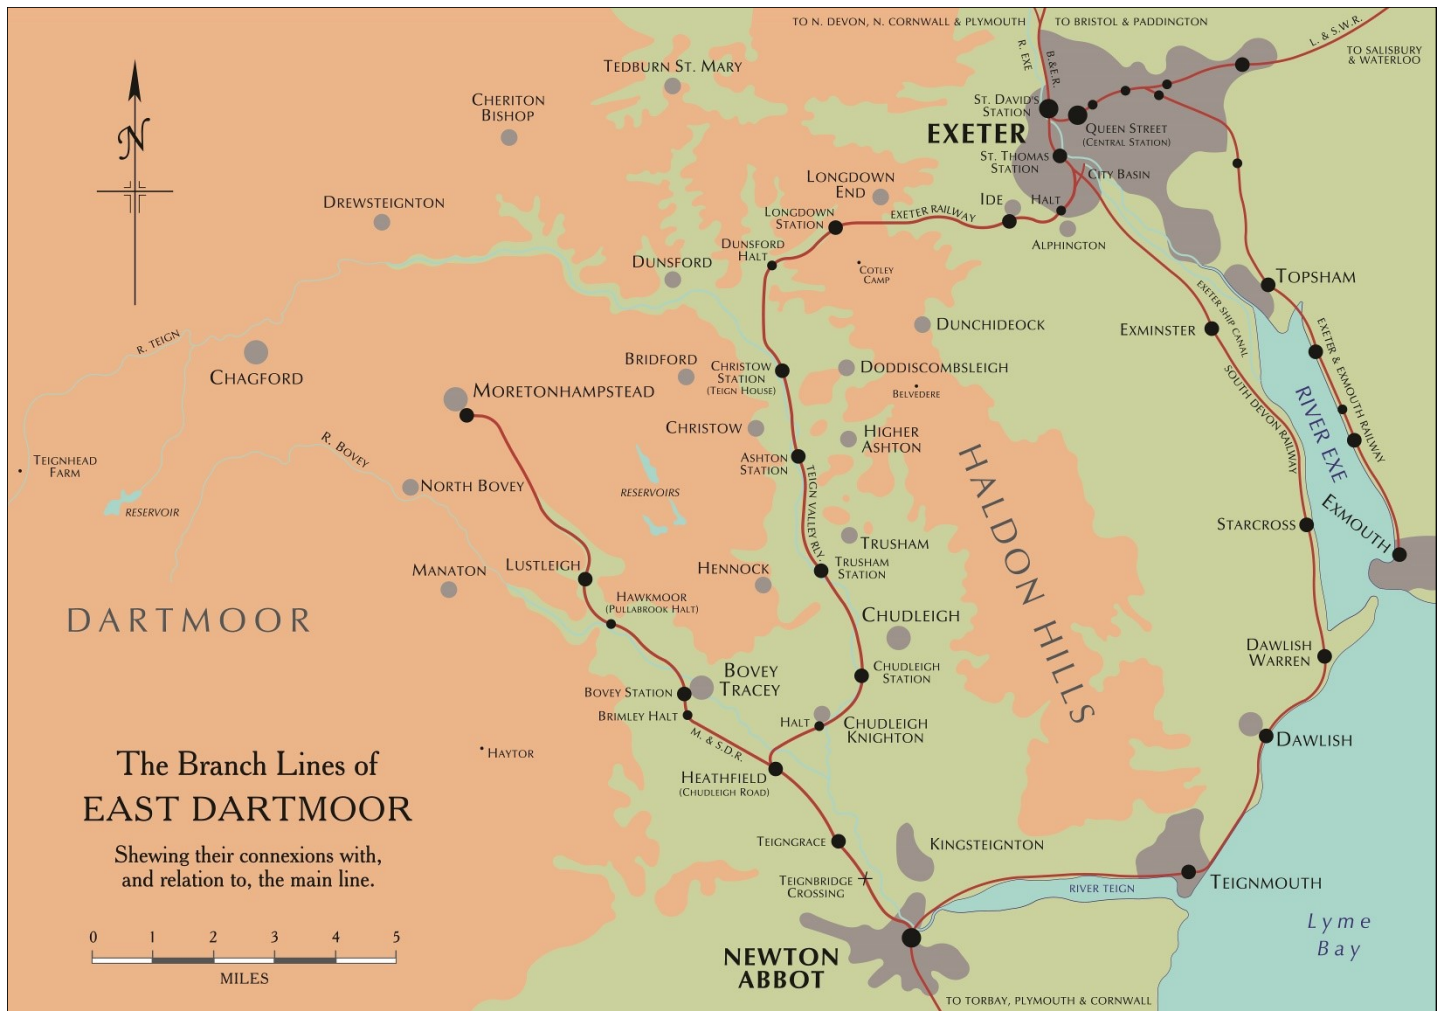 TO N. DEVON, N. CORNWALL & PLYMOUTH
TO BRISTOL & PADDINGTON
L. & S.W.R.
TO SALISBURY
& WATERLOO
R. EXE
B.&E.R.
TEDBURN ST. MARY
CHERITON
BISHOP
N
ST. DAVID'S
STATION
EXETER
QUEEN STREET
(CENTRAL STATION)
ST. THOMAS
STATION
CITY BASIN
LONGDOWN
END
DREWSTEIGNTON
LONGDOWN
STATION
EXETER RAILWAY
IDE
HALT
ALPHINGTON
DUNSFORD
HALT
DUNSFORD
COTLEY
CAMP
TOPSHAM
EXETER SHIP CANAL
EXMINSTER
DUNCHIDEOCK
R. TEIGN
CHAGFORD
BRIDFORD
CHRISTOW
STATION
(TEIGN HOUSE)
DODDISCOMBSLEIGH
BELVEDERE
EXETER & EXMOUTH RAILWAY
SOUTH DEVON RAILWAY
RIVER EXE
MORETONHAMPSTEAD
CHRISTOW
HIGHER
ASHTON
ASHTON
STATION
R. BOVEY
TEIGNHEAD
FARM
RESERVOIR
NORTH BOVEY
RESERVOIRS
TEIGN VALLEY RLY.
HALDON HILLS
STARCROSS
EXMOUTH
TRUSHAM
TRUSHAM
STATION
LUSTLEIGH
MANATON
HENNOCK
HAWKMOOR
(PULLABROOK HALT)
DARTMOOR
CHUDLEIGH
CHUDLEIGH
STATION
DAWLISH
WARREN
BOVEY
TRACEY
BOVEY STATION
BRIMLEY HALT
HALT
CHUDLEIGH
KNIGHTON
M. & S.D.R.
DAWLISH
HAYTOR
HEATHFIELD
(CHUDLEIGH ROAD)
The Branch Lines of
EAST DARTMOOR
Shewing their connexions with,
and relation to, the main line.
TEIGNGRACE
KINGSTEIGNTON
TEIGNBRIDGE
CROSSING
RIVER TEIGN
TEIGNMOUTH
Lyme
Bay
0 1 2 3 4 5
MILES
NEWTON
ABBOT
TO TORBAY, PLYMOUTH & CORNWALL